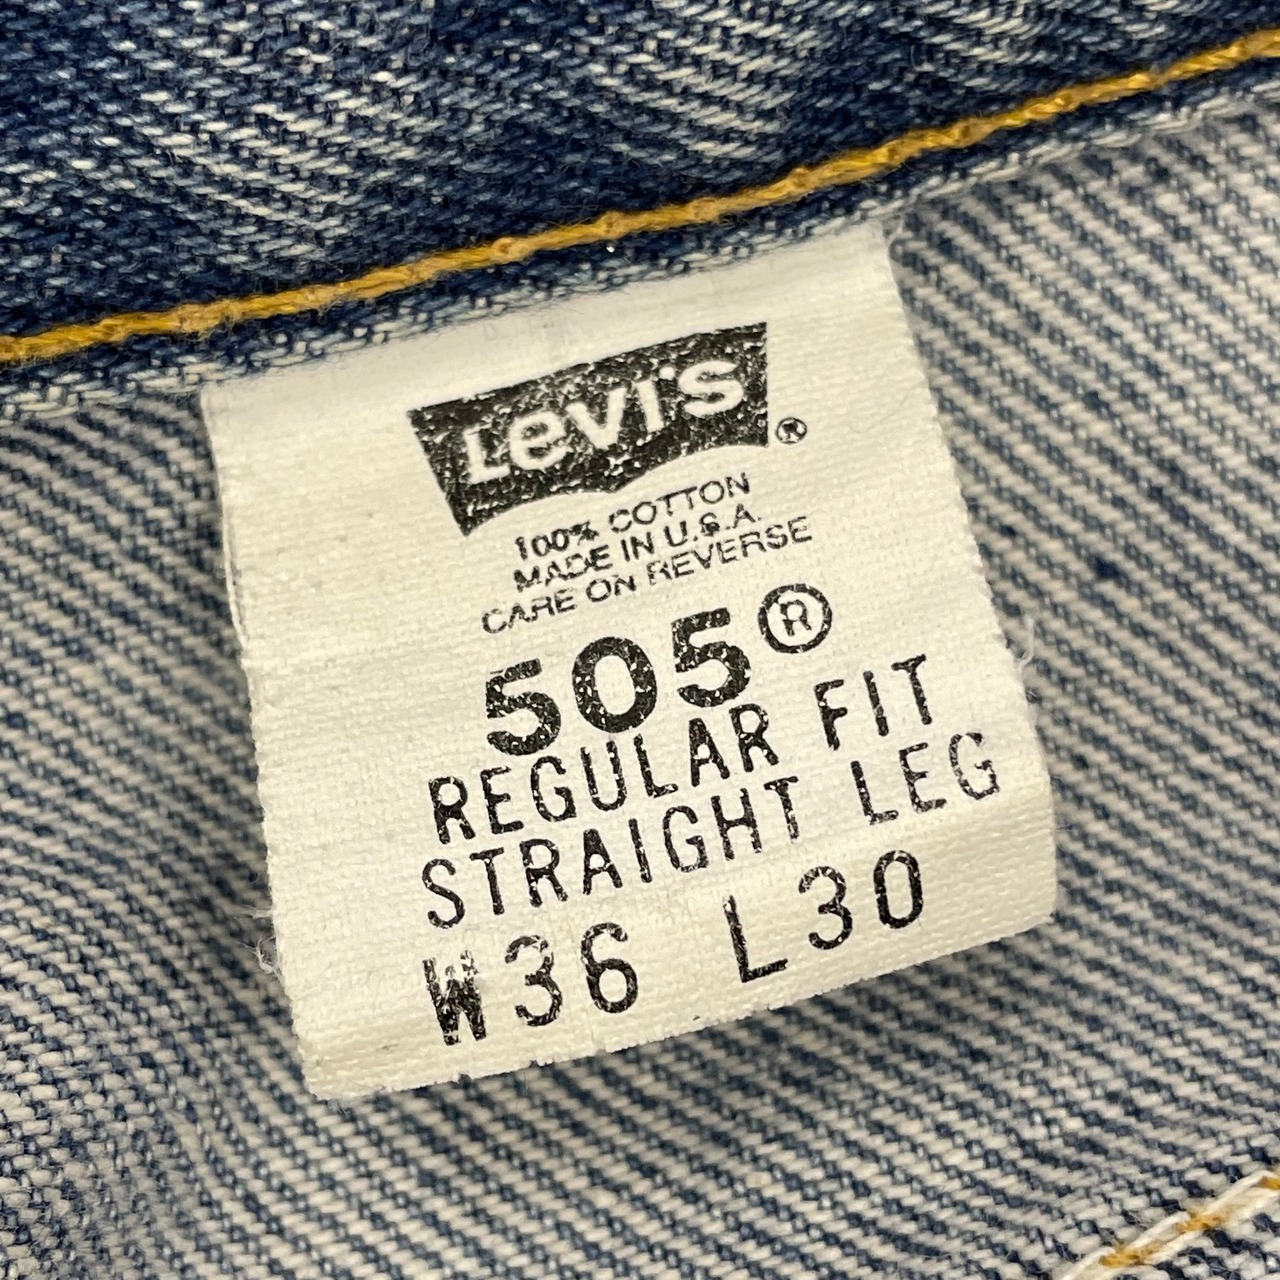 Levi's®
100% COTTON
MADE IN U.S.A.
CARE ON REVERSE
505®
REGULAR FIT
STRAIGHT LEG
W36 L30